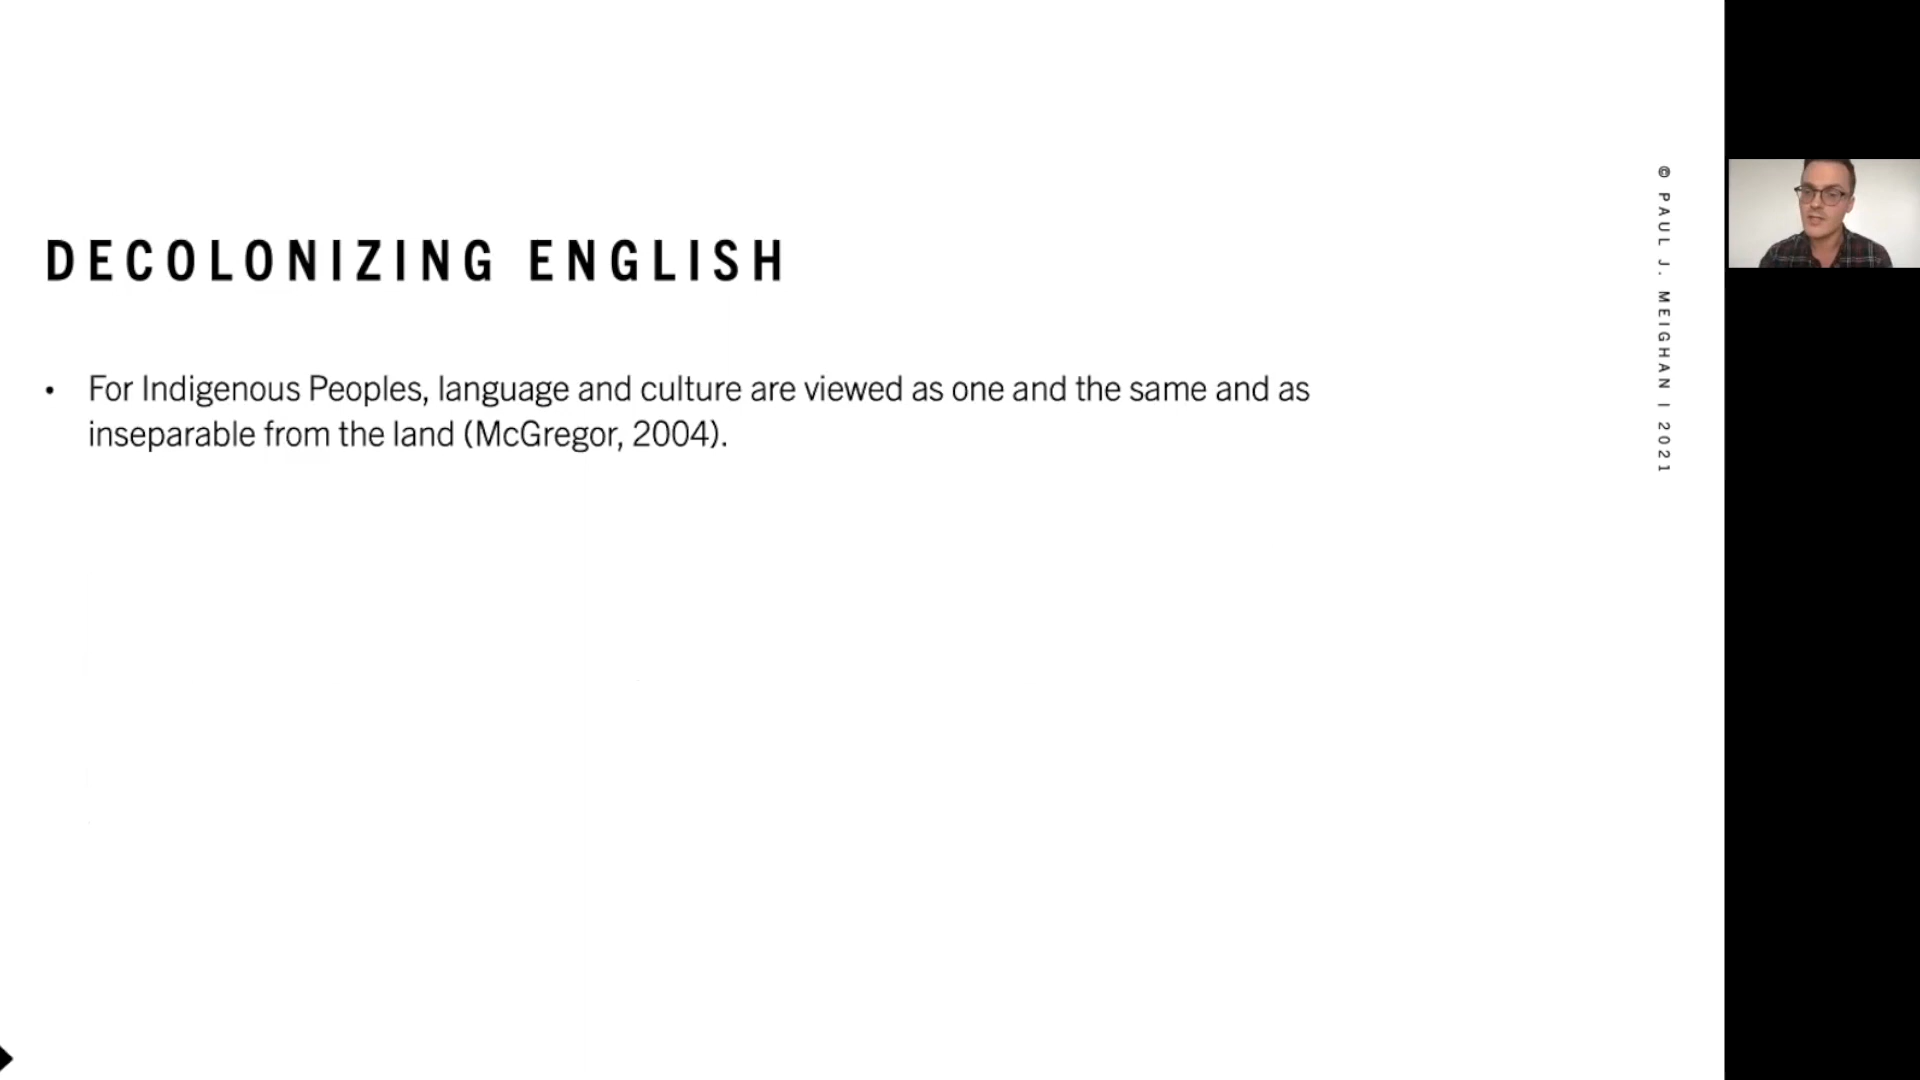 DECOLONIZING ENGLISH
• For Indigenous Peoples, language and culture are viewed as one and the same and as
inseparable from the land (McGregor, 2004).
© PAUL J. MEIGHAN | 2021